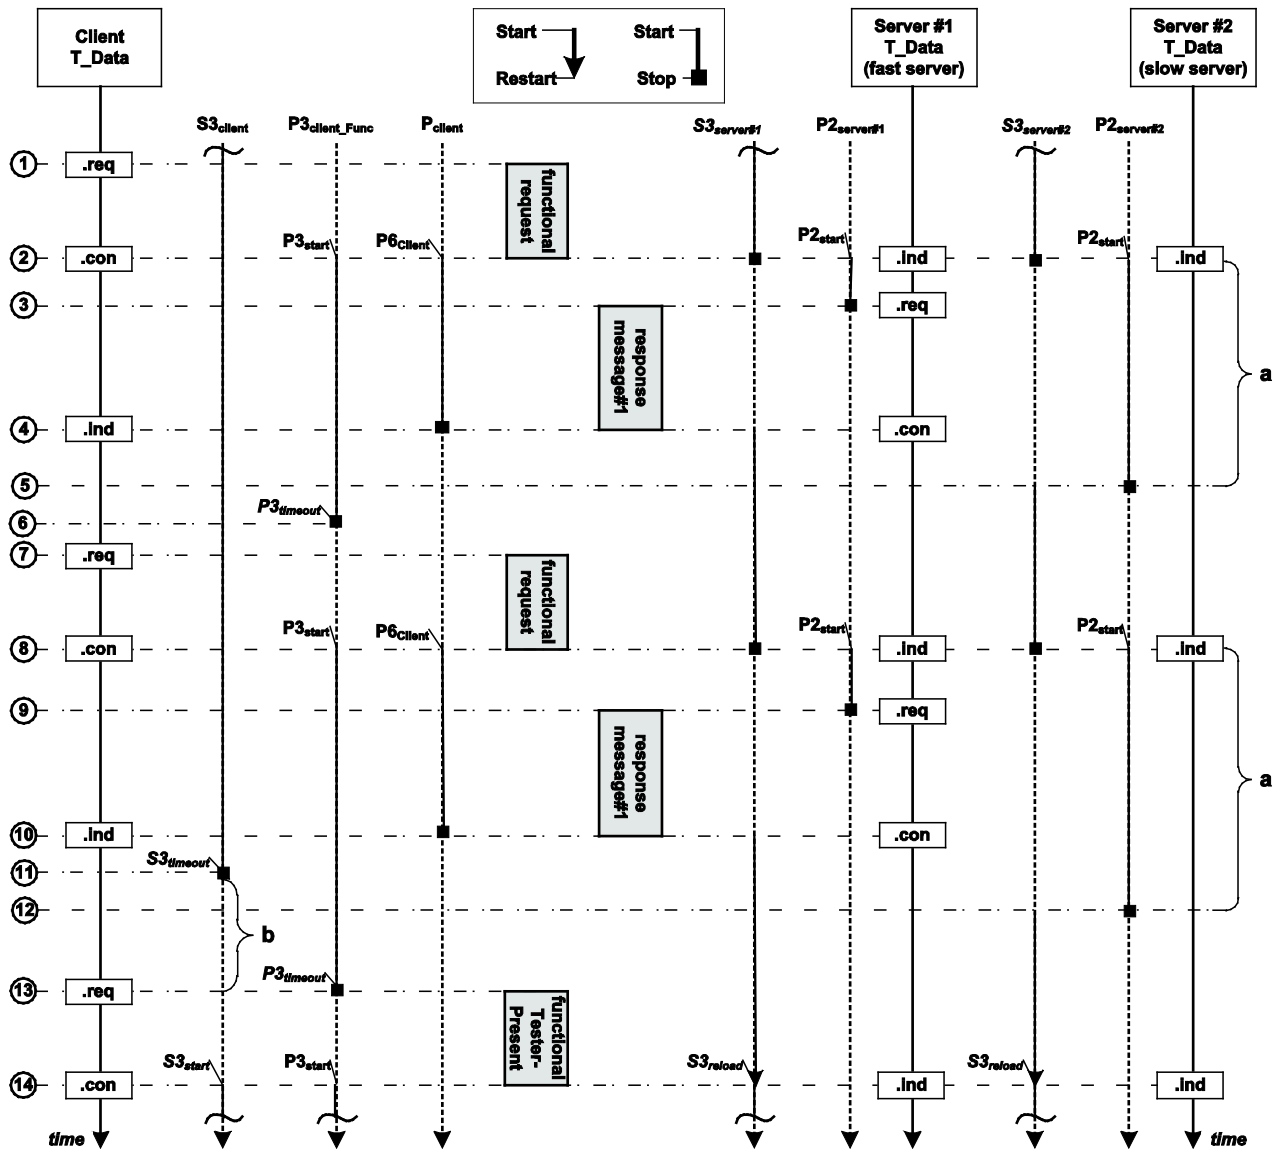 Client
T_Data
Start
Restart
Start
Stop
Server #1
T_Data
(fast server)
Server #2
T_Data
(slow server)
S3client
P3client_Func
Pclient
S3server#1
P2server#1
S3server#2
P2server#2
1
.req
functional
request
P3start
P6Client
P2start
P2start
2
.con
.ind
.ind
3
.req
response
message#1
a
4
.ind
.con
5
P3timeout
6
7
.req
functional
request
P3start
P6Client
P2start
P2start
8
.con
.ind
.ind
9
.req
response
message#1
a
10
.ind
.con
S3timeout
11
12
b
P3timeout
13
.req
functional
Tester-
Present
S3start
P3start
S3reload
S3reload
14
.con
.ind
.ind
time
time